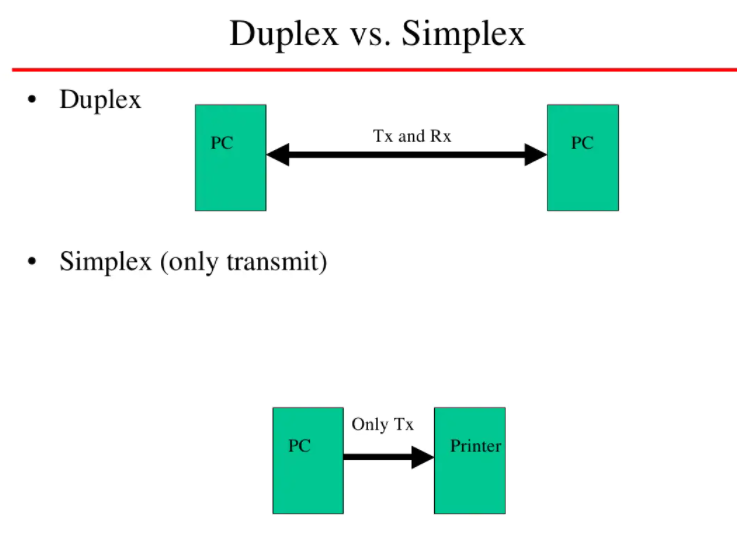 Duplex vs. Simplex
• Duplex
PC
Tx and Rx
PC
• Simplex (only transmit)
Only Tx
PC
Printer